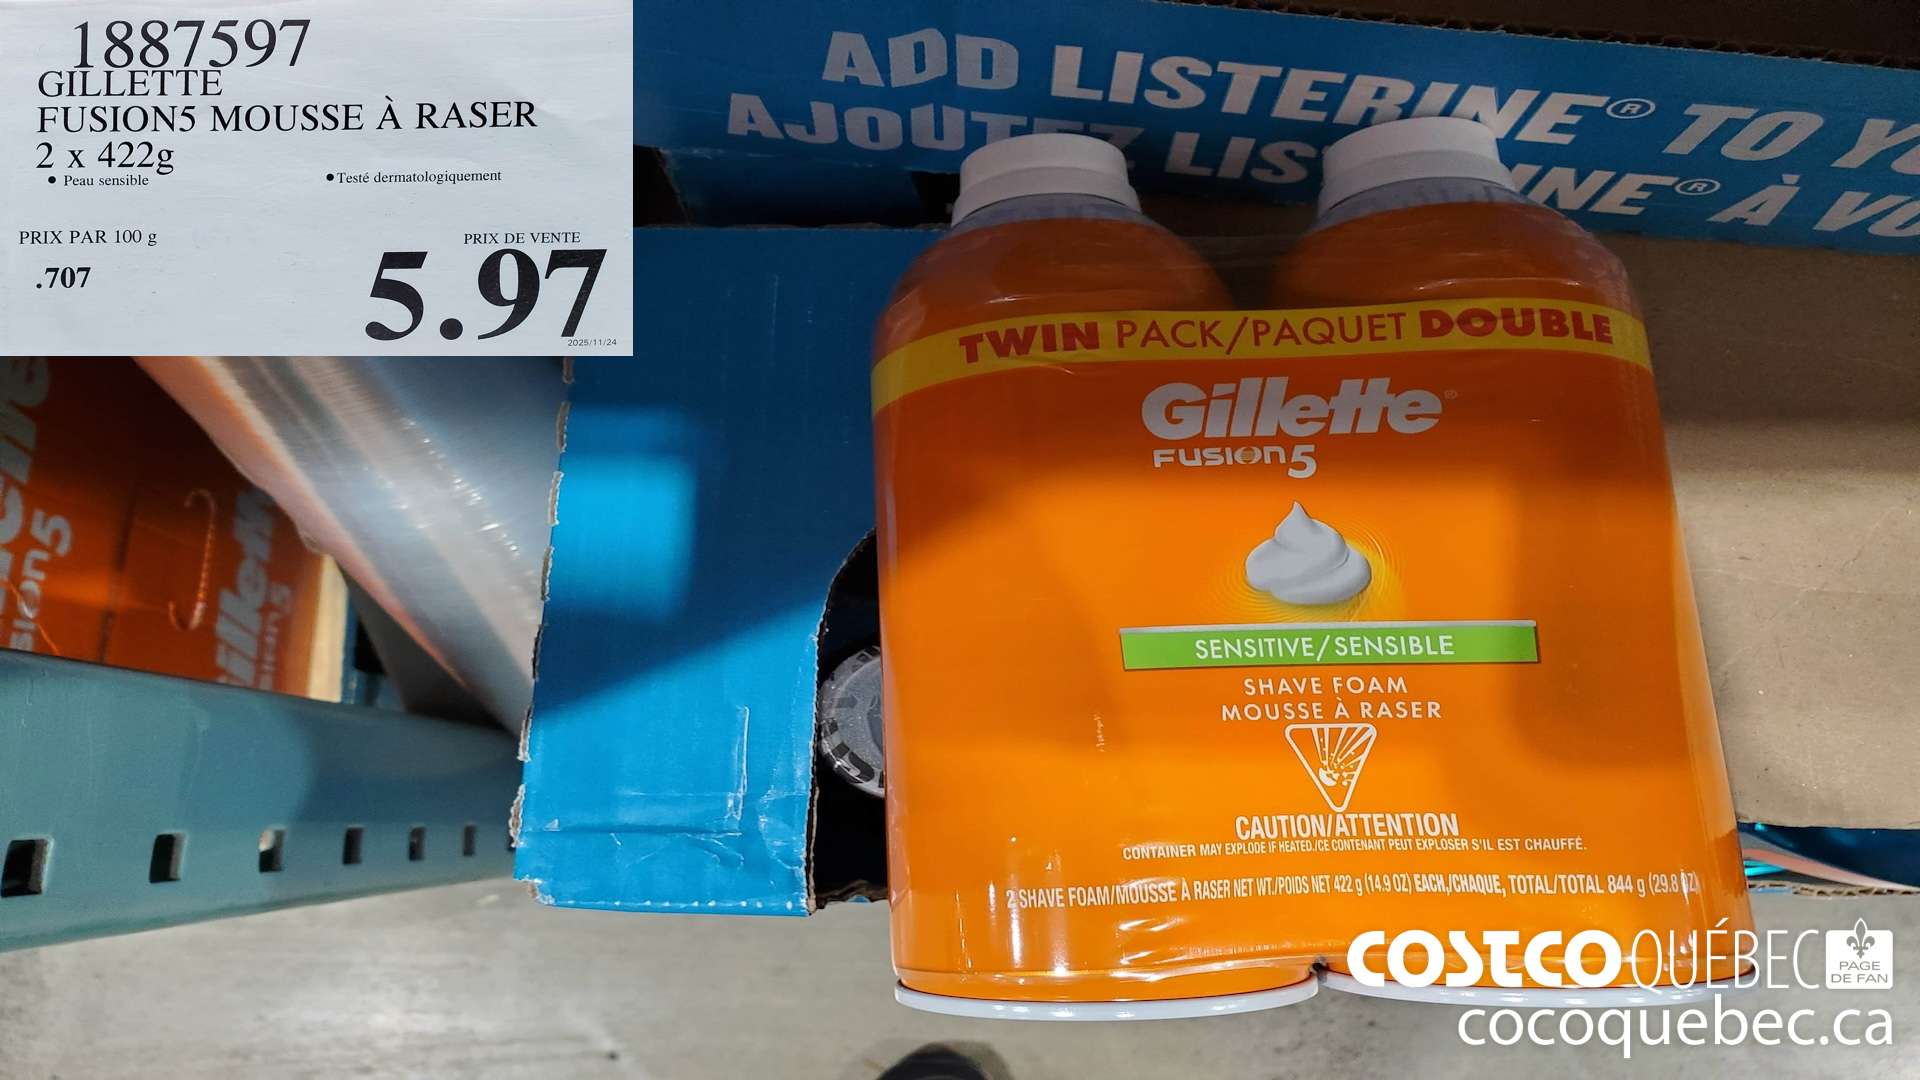 1887597
GILLETTE
FUSION5 MOUSSE À RASER
2 x 422g
• Peau sensible
• Testé dermatologiquement
PRIX PAR 100 g
.707
PRIX DE VENTE
5.97
2025/11/24
ADD LISTERINE® TO
AJOUTEZ LISTERINE® À
TWIN PACK/PAQUET DOUBLE
Gillette®
FUSION5
SENSITIVE/SENSIBLE
SHAVE FOAM
MOUSSE À RASER
CAUTION/ATTENTION
CONTAINER MAY EXPLODE IF HEATED./CE CONTENANT PEUT EXPLOSER S'IL EST CHAUFFÉ.
2 SHAVE FOAM/MOUSSE À RASER NET WT./POIDS NET 422 g (14.9 OZ) EACH,/CHAQUE, TOTAL/TOTAL 844 g (29.8 OZ)
COSTCO QUÉBEC
PAGE
DE FAN
cocoquebec.ca